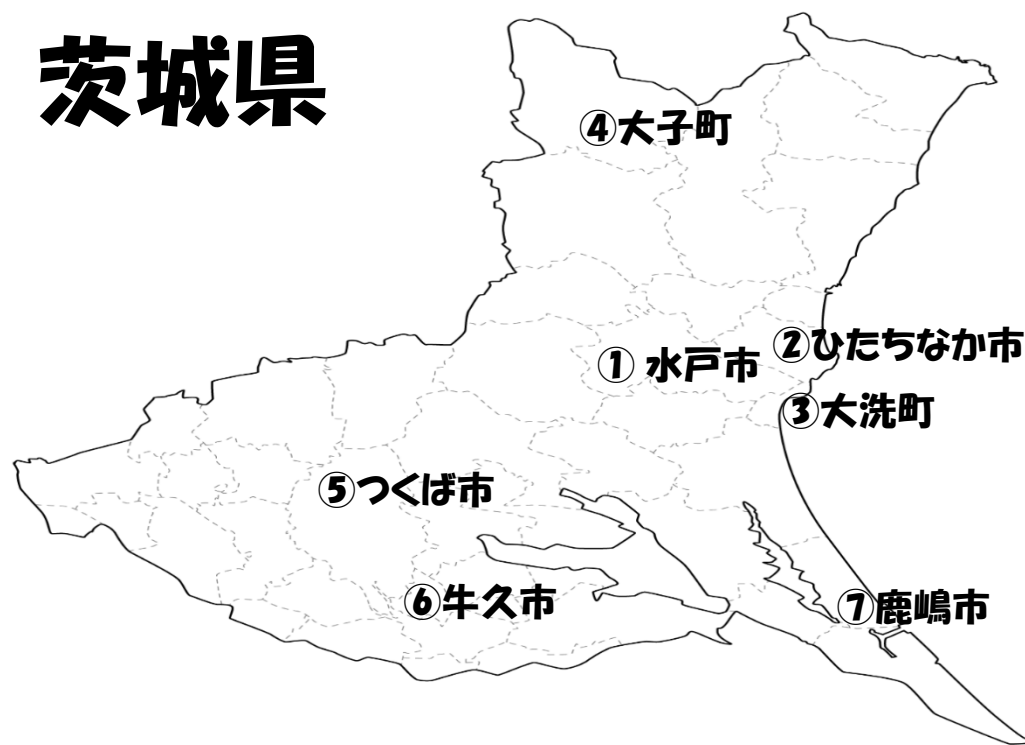 茨城県
④大子町
②ひたちなか市
① 水戸市
③大洗町
⑤つくば市
⑥牛久市
⑦鹿嶋市